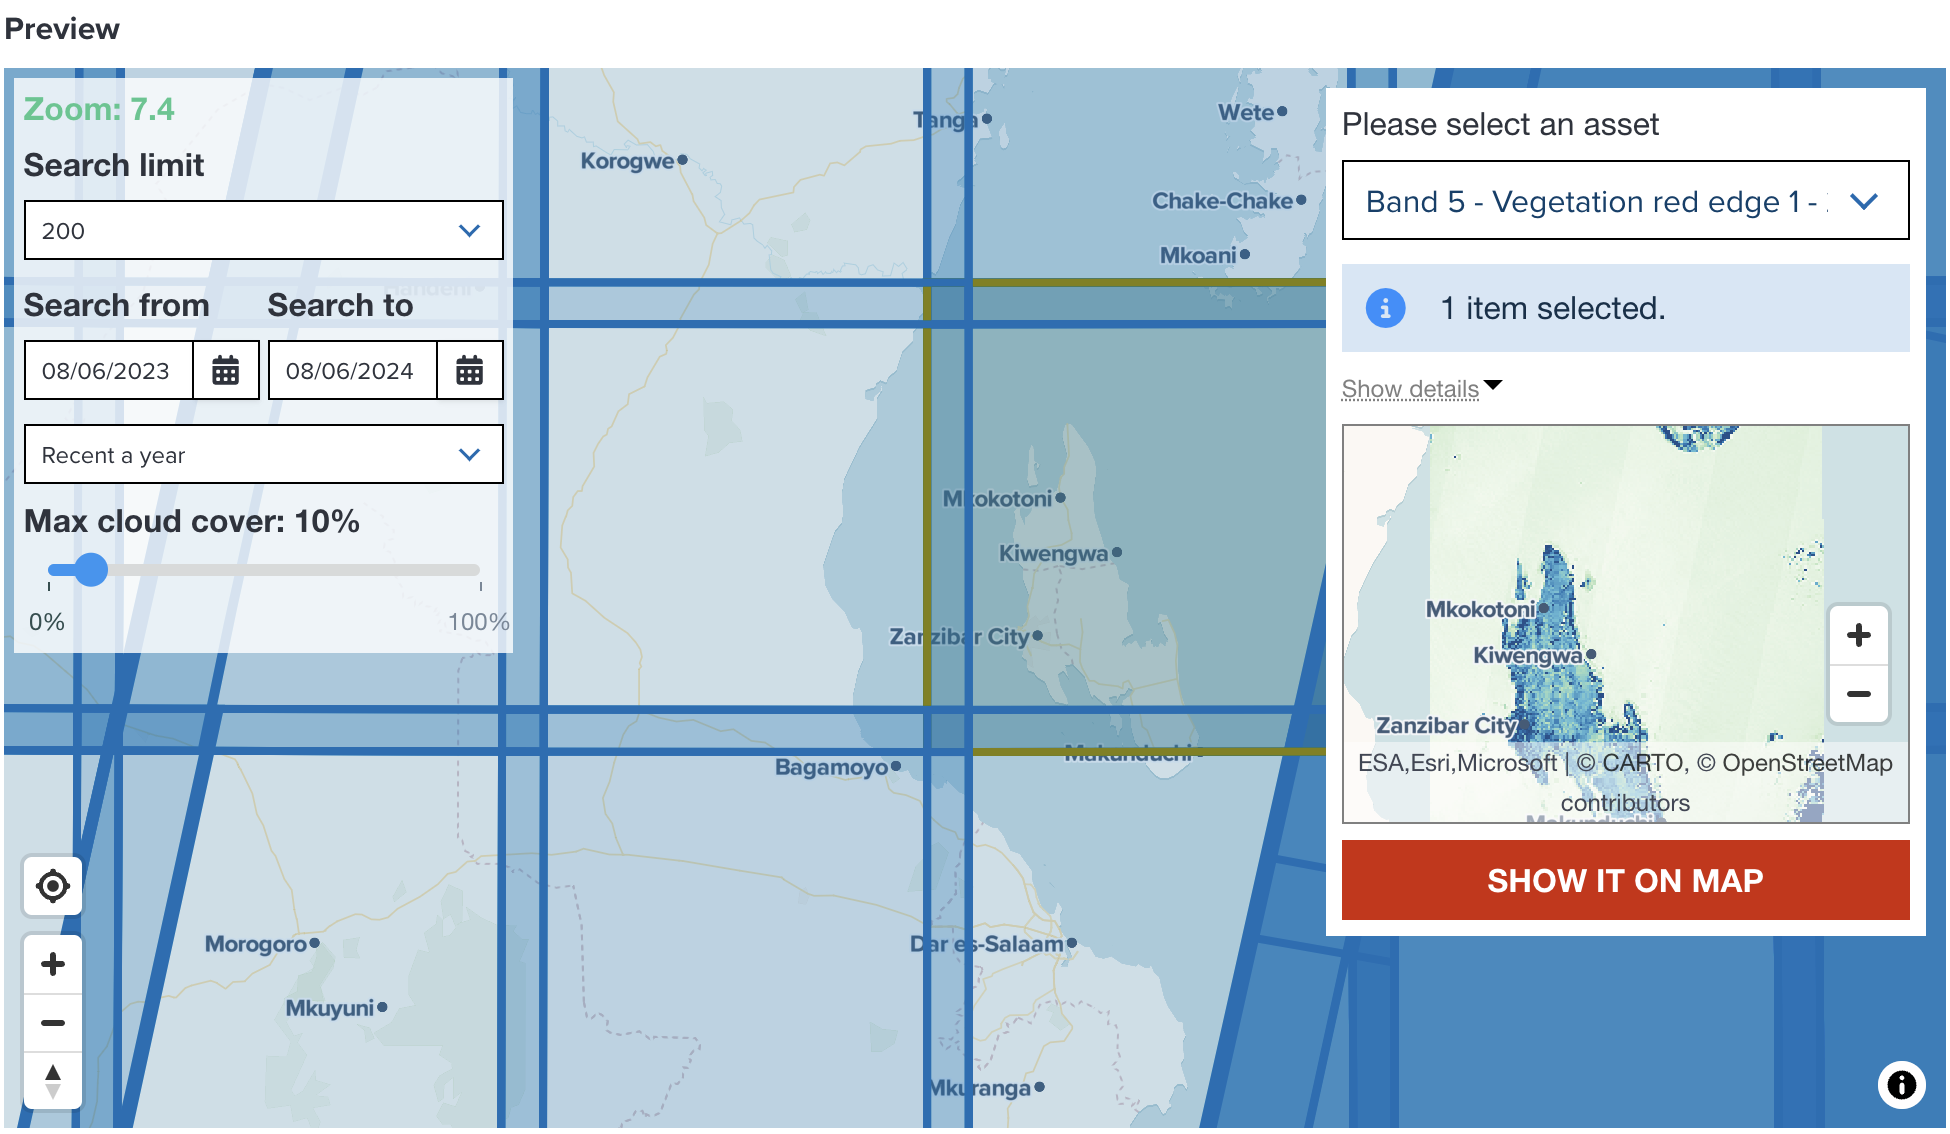 Preview
Zoom: 7.4
Search limit
200
Search from
Search to
08/06/2023
08/06/2024
Recent a year
Max cloud cover: 10%
0%
100%
Handeni
Korogwe
Tanga
Wete
Chake-Chake
Mkoani
Mkokotoni
Kiwengwa
Zanzibar City
Makunduchi
Bagamoyo
Morogoro
Dar es-Salaam
Mkuyuni
Mkuranga
Please select an asset
Band 5 - Vegetation red edge 1 -
1 item selected.
Show details
Mkokotoni
Kiwengwa
Zanzibar City
ESA,Esri,Microsoft | © CARTO, © OpenStreetMap
contributors
Makunduchi
SHOW IT ON MAP